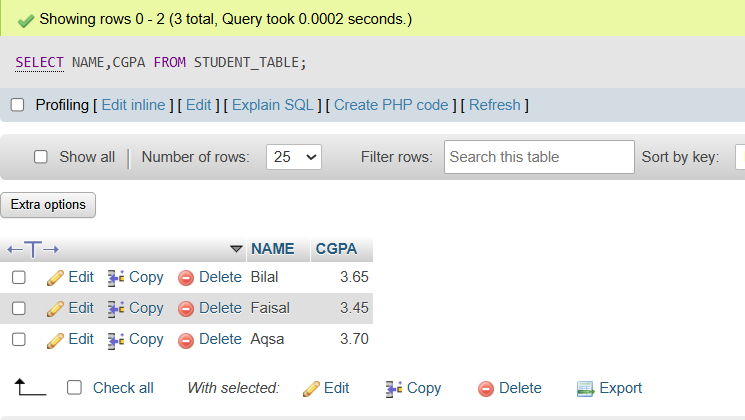 Showing rows 0 - 2 (3 total, Query took 0.0002 seconds.)
SELECT NAME,CGPA FROM STUDENT_TABLE;
Profiling [ Edit inline ] [ Edit ] [ Explain SQL ] [ Create PHP code ] [ Refresh ]
Show all Number of rows: 25 Filter rows: Search this table Sort by key:
Extra options
NAME CGPA
Edit Copy Delete Bilal 3.65
Edit Copy Delete Faisal 3.45
Edit Copy Delete Aqsa 3.70
Check all With selected: Edit Copy Delete Export